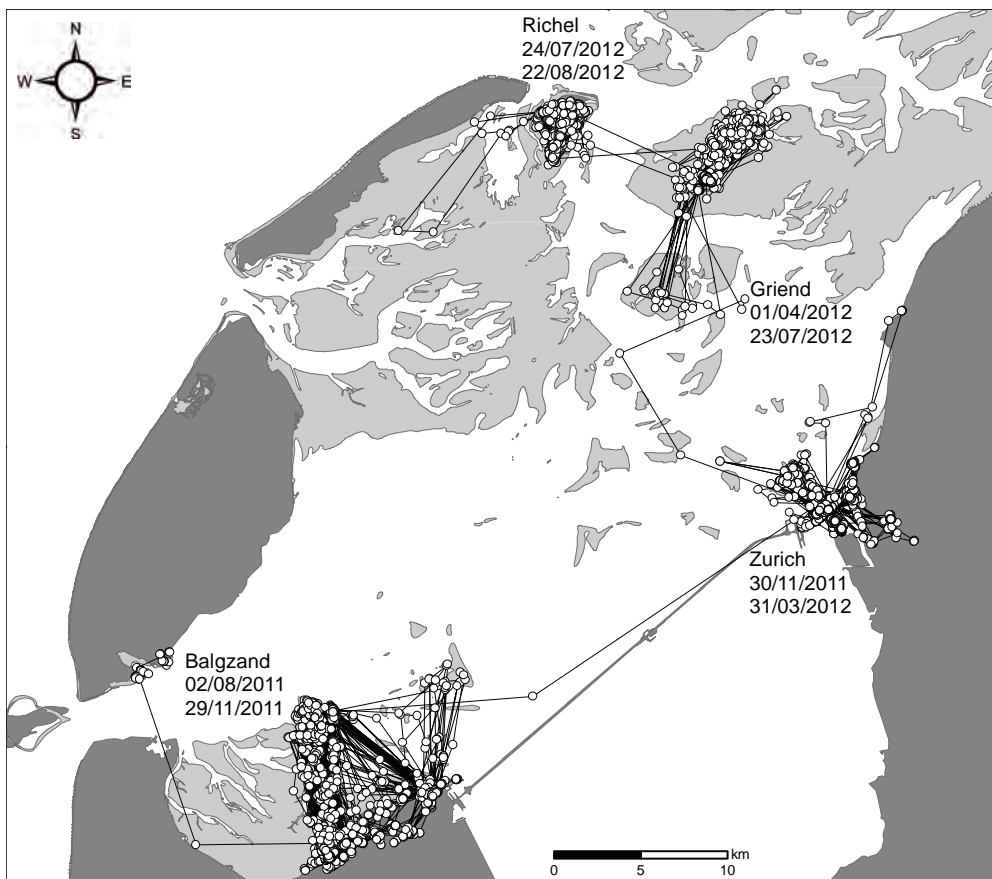 Richel
24/07/2012
22/08/2012
N
W E
S
Griend
01/04/2012
23/07/2012
Zurich
30/11/2011
31/03/2012
Balgzand
02/08/2011
29/11/2011
km
0 5 10